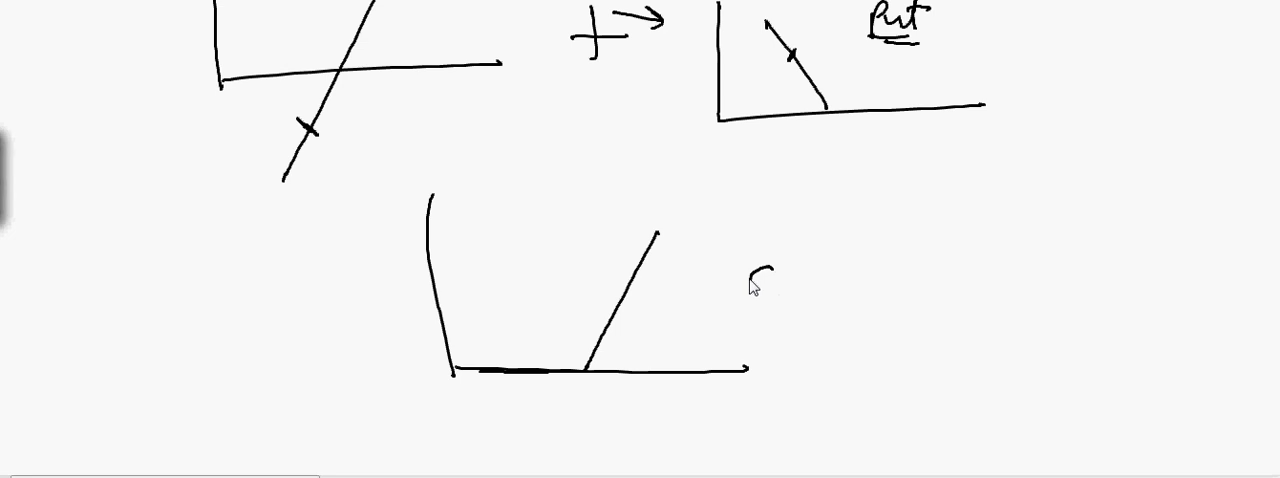 + → Put